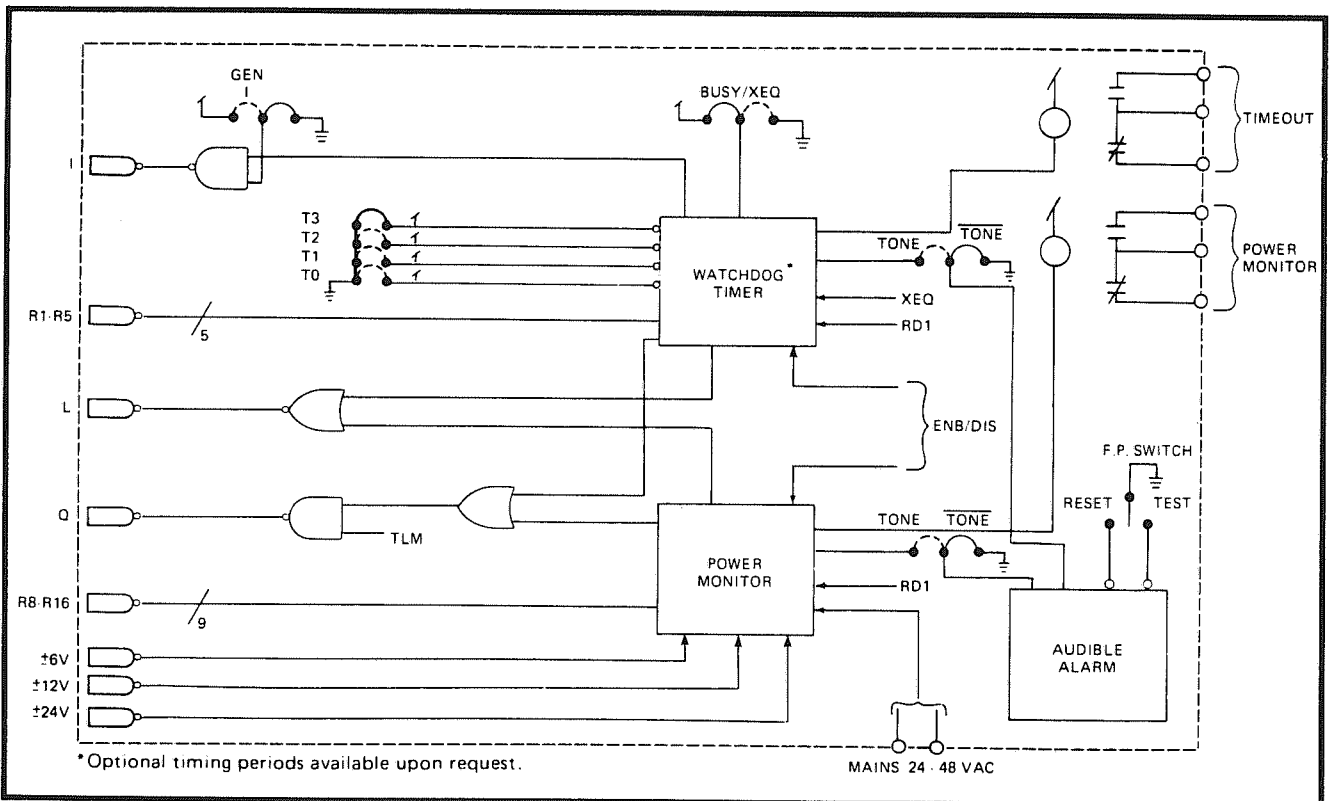 GEN
BUSY/XEQ
TIMEOUT
I
T3
T2
T1
T0
WATCHDOG*
TIMER
TONE
T̅O̅N̅E̅
POWER
MONITOR
XEQ
RD1
R1-R5
5
L
ENB/DIS
F.P. SWITCH
RESET
TEST
Q
TLM
POWER
MONITOR
TONE
T̅O̅N̅E̅
RD1
R8-R16
9
±6V
±12V
±24V
AUDIBLE
ALARM
*Optional timing periods available upon request.
MAINS 24 - 48 VAC